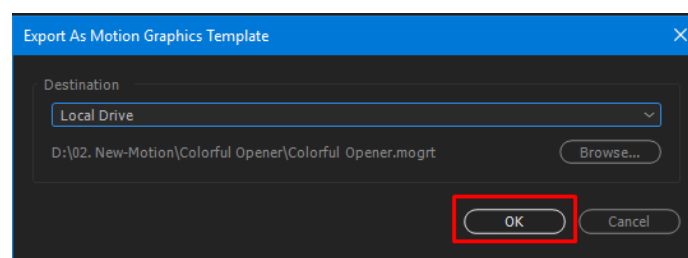 Export As Motion Graphics Template
Destination
Local Drive
D:\02. New-Motion\Colorful Opener\Colorful Opener.mogrt
Browse...
OK
Cancel